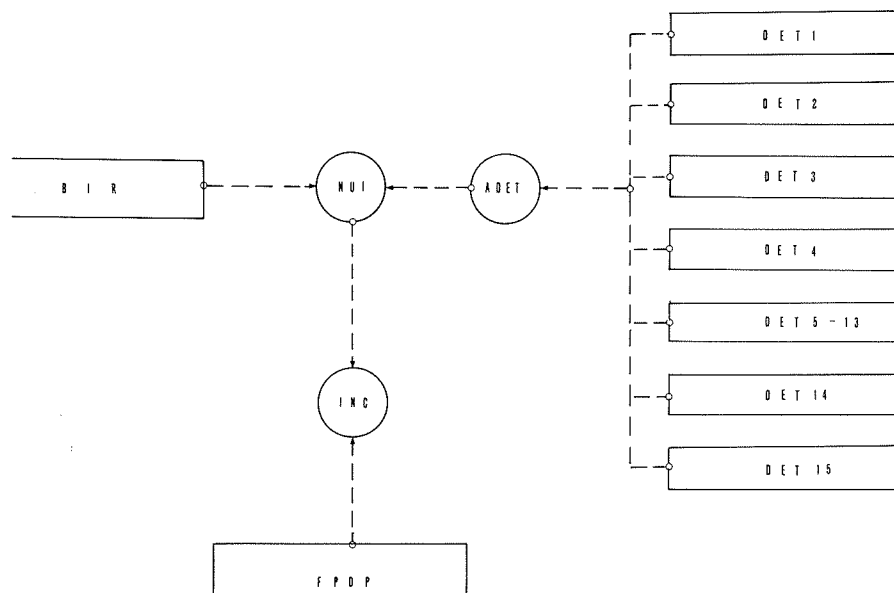 DET 1
DET 2
BIR
NUI
ADET
DET 3
DET 4
DET 5-13
INC
DET 14
DET 15
FPOP